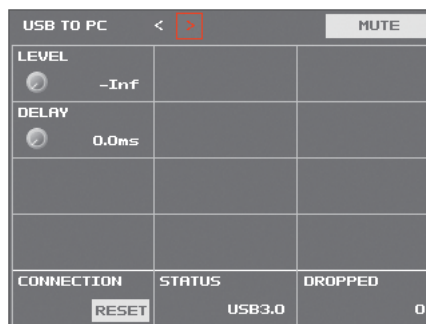 USB TO PC < > MUTE
LEVEL
-Inf
DELAY
0.0ms
CONNECTION STATUS DROPPED
RESET USB3.0 0